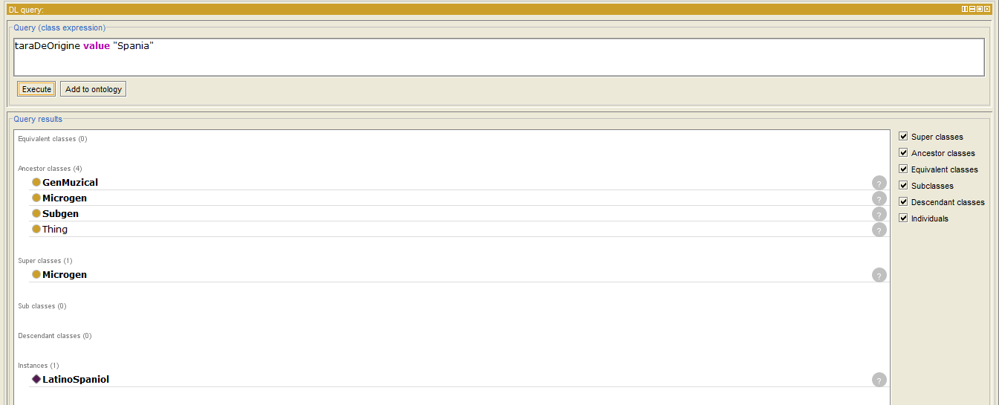 DL query:
Query (class expression)
taraDeOrigine value "Spania"
Execute
Add to ontology
Query results
Equivalent classes (0)
Ancestor classes (4)
GenMuzical
?
Microgen
?
Subgen
?
Thing
?
Super classes (1)
Microgen
?
Sub classes (0)
Descendant classes (0)
Instances (1)
LatinoSpaniol
?
Super classes
Ancestor classes
Equivalent classes
Subclasses
Descendant classes
Individuals